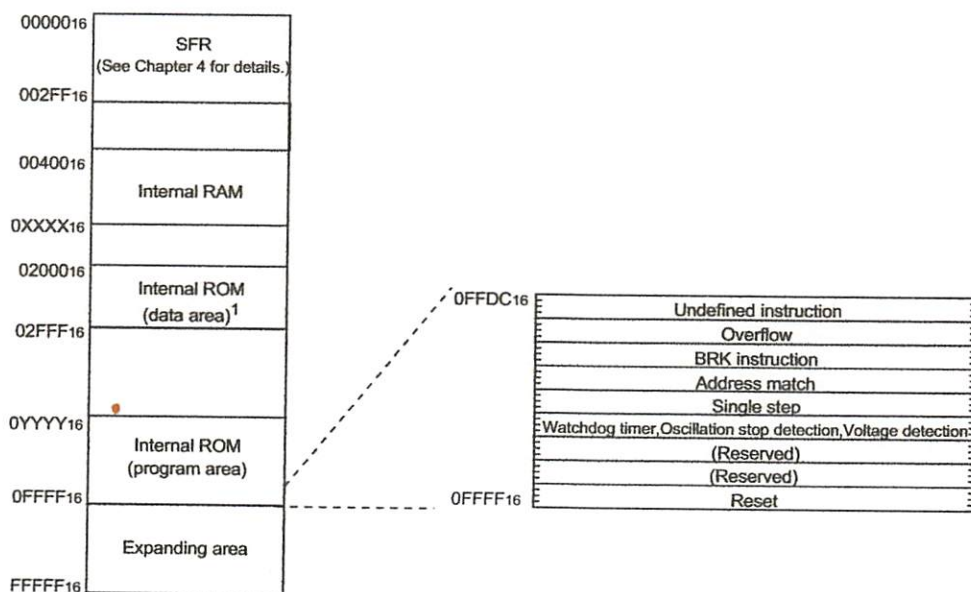 0000016
SFR
(See Chapter 4 for details.)
002FF16
0040016
Internal RAM
0XXXX16
0200016
Internal ROM
(data area)1
02FFF16
0YYYY16
Internal ROM
(program area)
0FFFF16
Expanding area
FFFFF16
0FFDC16
Undefined instruction
Overflow
BRK instruction
Address match
Single step
Watchdog timer,Oscillation stop detection,Voltage detection
(Reserved)
(Reserved)
0FFFF16
Reset